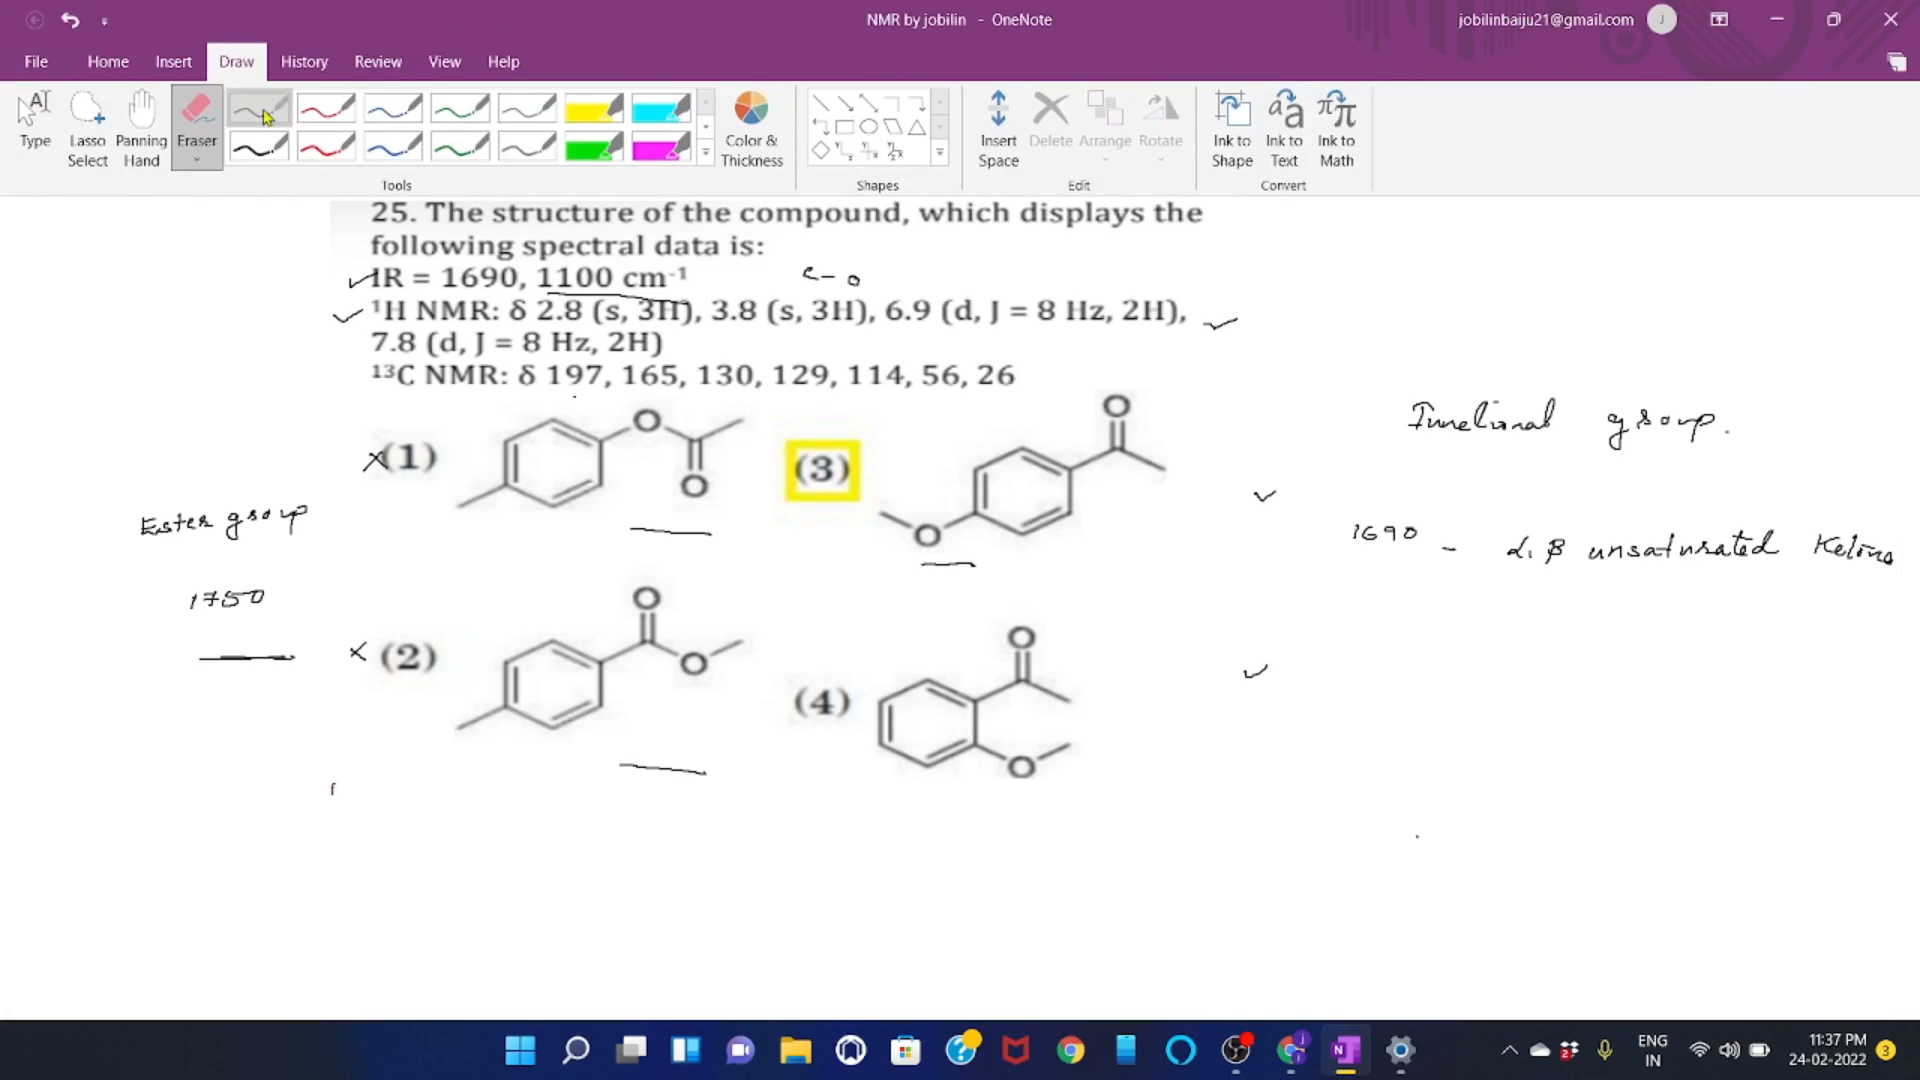 NMR by jobilin - OneNote
jobilinbaiju21@gmail.com
J
File Home Insert Draw History Review View Help
Type
Lasso Select
Panning Hand
Eraser
Color & Thickness
Insert Space
Delete
Arrange
Rotate
Ink to Shape
Ink to Text
Ink to Math
Tools Shapes Edit Convert
25. The structure of the compound, which displays the
following spectral data is:
IR = 1690, 1100 cm⁻¹ c-o
¹H NMR: δ 2.8 (s, 3H), 3.8 (s, 3H), 6.9 (d, J = 8 Hz, 2H),
7.8 (d, J = 8 Hz, 2H)
¹³C NMR: δ 197, 165, 130, 129, 114, 56, 26
(1) O O
(3) O O
Functional group.
Ester group
1690 - α, β unsaturated Ketone
1750
(2) O O
(4) O O
f
ENG
IN
11:37 PM
24-02-2022
3